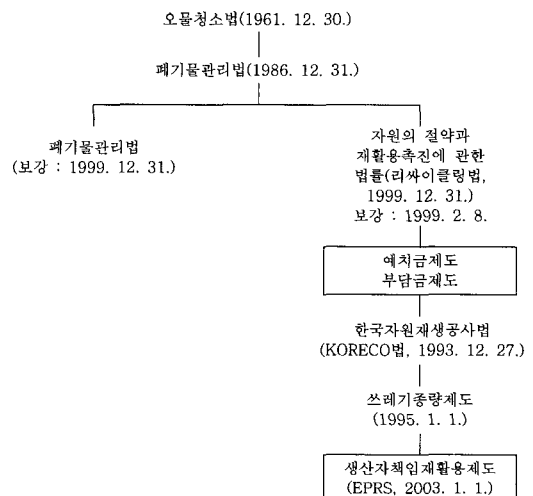 오물청소법(1961. 12. 30.)
폐기물관리법(1986. 12. 31.)
폐기물관리법
(보강 : 1999. 12. 31.)
자원의 절약과
재활용촉진에 관한
법률(리싸이클링법,
1999. 12. 31.)
보강 : 1999. 2. 8.
예치금제도
부담금제도
한국자원재생공사법
(KORECO법, 1993. 12. 27.)
쓰레기종량제도
(1995. 1. 1.)
생산자책임재활용제도
(EPRS, 2003. 1. 1.)